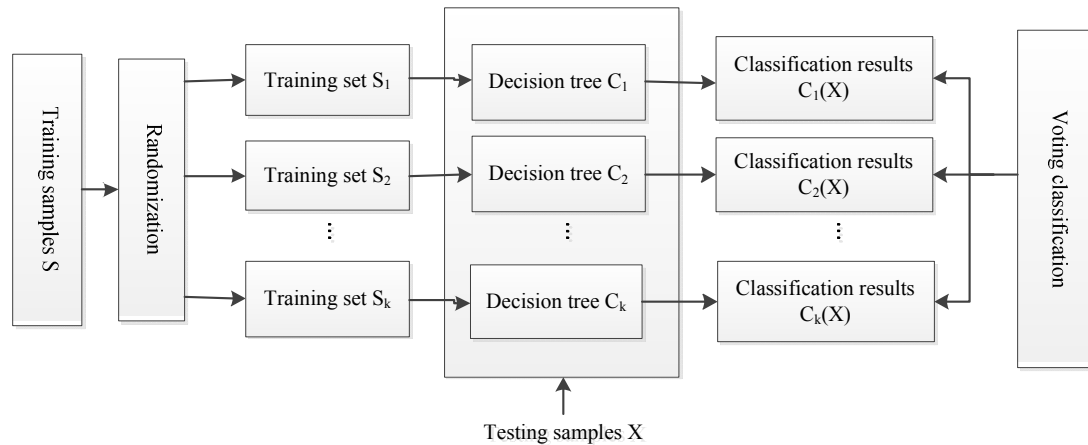 Training samples S
Randomization
Training set S₁
Decision tree C₁
Classification results
C₁(X)
Training set S₂
Decision tree C₂
Classification results
C₂(X)
...
...
...
Training set Sₖ
Decision tree Cₖ
Classification results
Cₖ(X)
Voting classification
Testing samples X